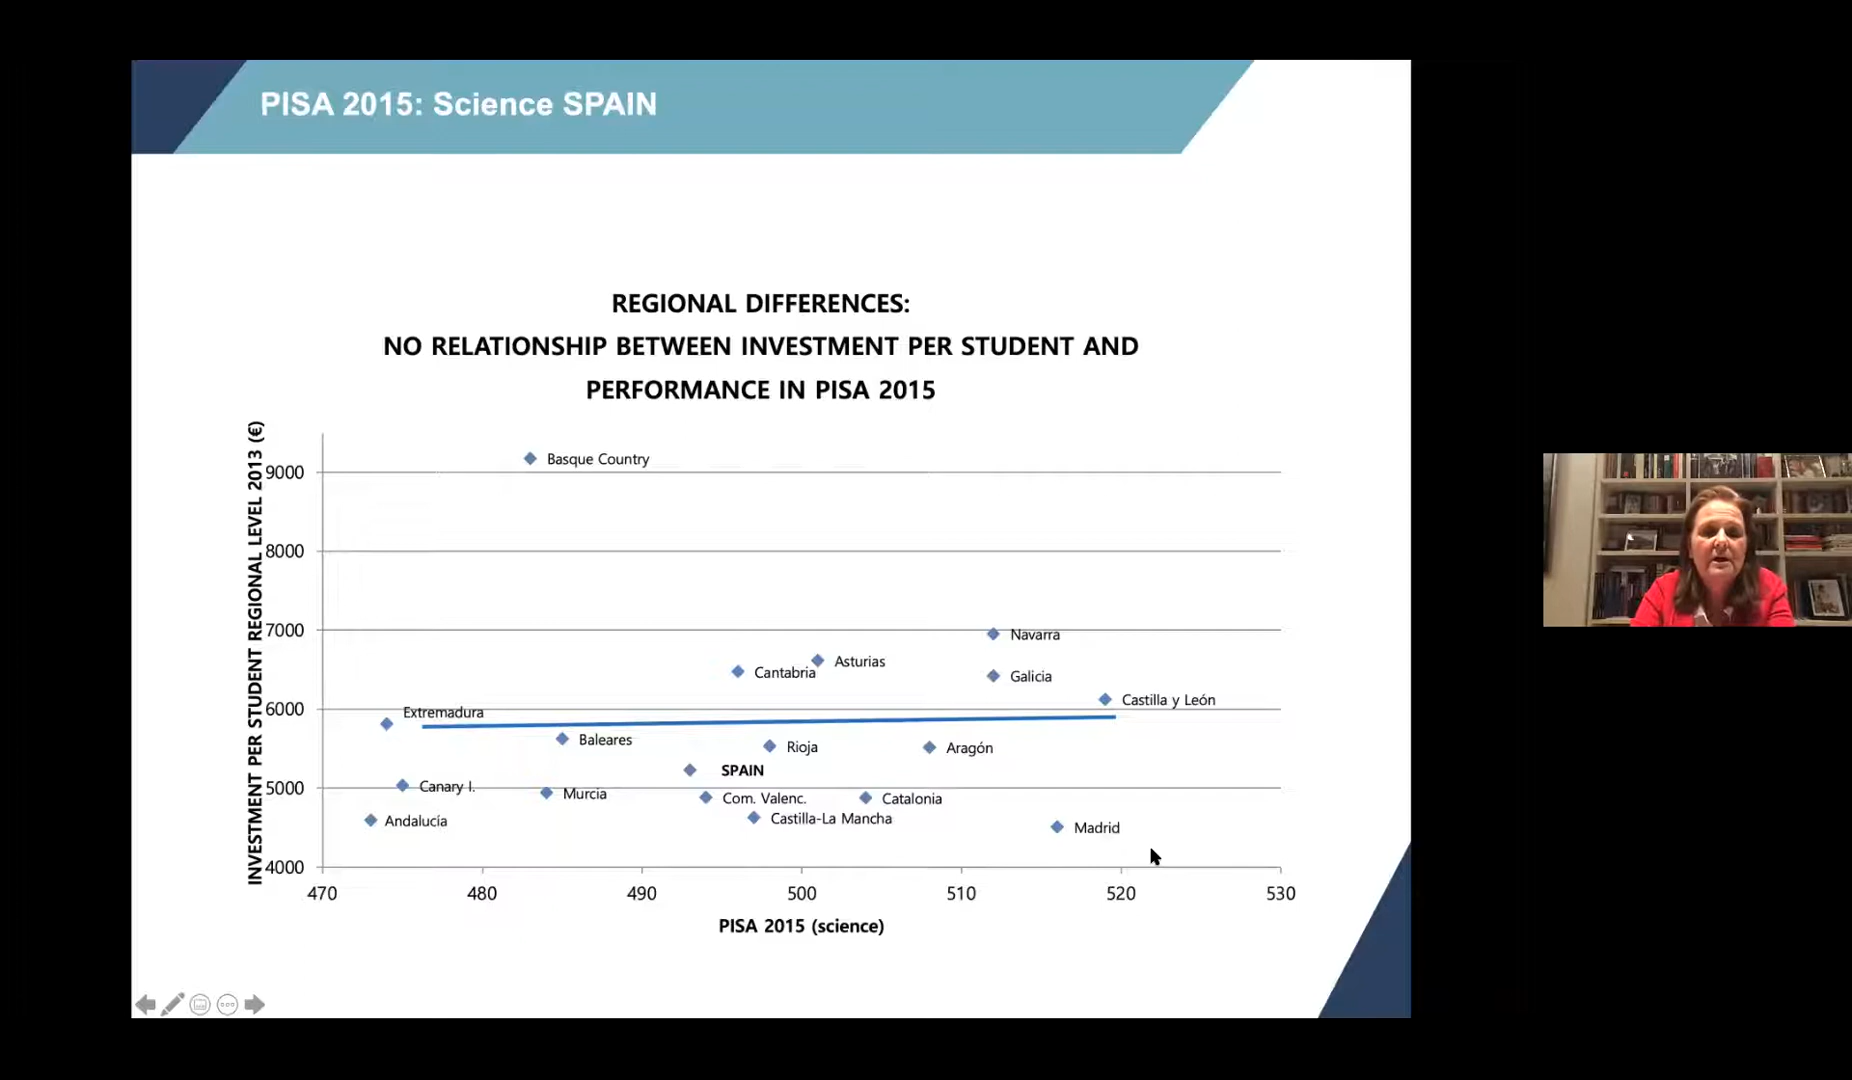 PISA 2015: Science SPAIN
REGIONAL DIFFERENCES:
NO RELATIONSHIP BETWEEN INVESTMENT PER STUDENT AND
PERFORMANCE IN PISA 2015
INVESTMENT PER STUDENT REGIONAL LEVEL 2013 (€)
9000
8000
7000
6000
5000
4000
Basque Country
Navarra
Asturias
Cantabria
Galicia
Castilla y León
Extremadura
Baleares
Rioja
Aragón
SPAIN
Canary I.
Murcia
Com. Valenc.
Catalonia
Castilla-La Mancha
Andalucía
Madrid
470 480 490 500 510 520 530
PISA 2015 (science)